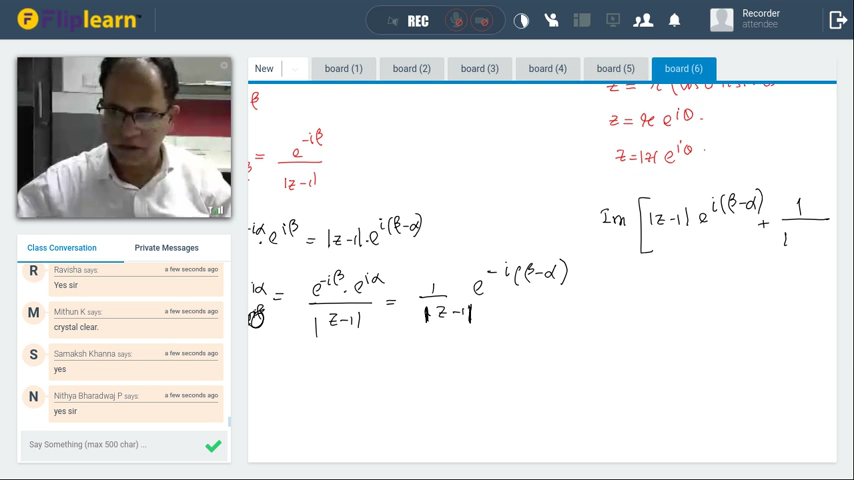 Fliplearn
REC
Recorder
attendee
New
board (1)
board (2)
board (3)
board (4)
board (5)
board (6)
β
= e^{-iβ} / |z-1|
z = re^{iθ}.
z = |z| e^{iθ}.
-iα . e^{iβ} = |z-1| . e^{i(β-α)}
Im [ |z-1| e^{i(β-α)} + 1 / |
iα = e^{-iβ} . e^{iα} / |z-1| = 1 / |z-1| e^{-i(β-α)}
Class Conversation
Private Messages
R
Ravisha says:
a few seconds ago
Yes sir
M
Mithun K says:
a few seconds ago
crystal clear.
S
Samaksh Khanna says:
a few seconds ago
yes
N
Nithya Bharadwaj P says:
a few seconds ago
yes sir
Say Something (max 500 char) ...